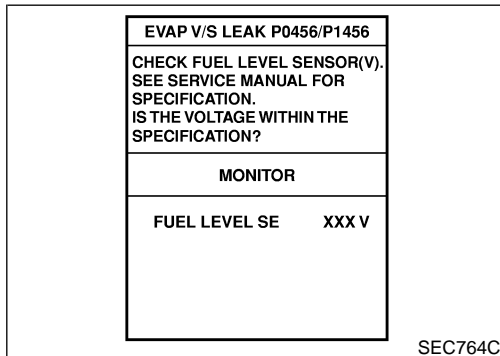 EVAP V/S LEAK P0456/P1456
CHECK FUEL LEVEL SENSOR(V).
SEE SERVICE MANUAL FOR
SPECIFICATION.
IS THE VOLTAGE WITHIN THE
SPECIFICATION?
MONITOR
FUEL LEVEL SE XXX V
SEC764C